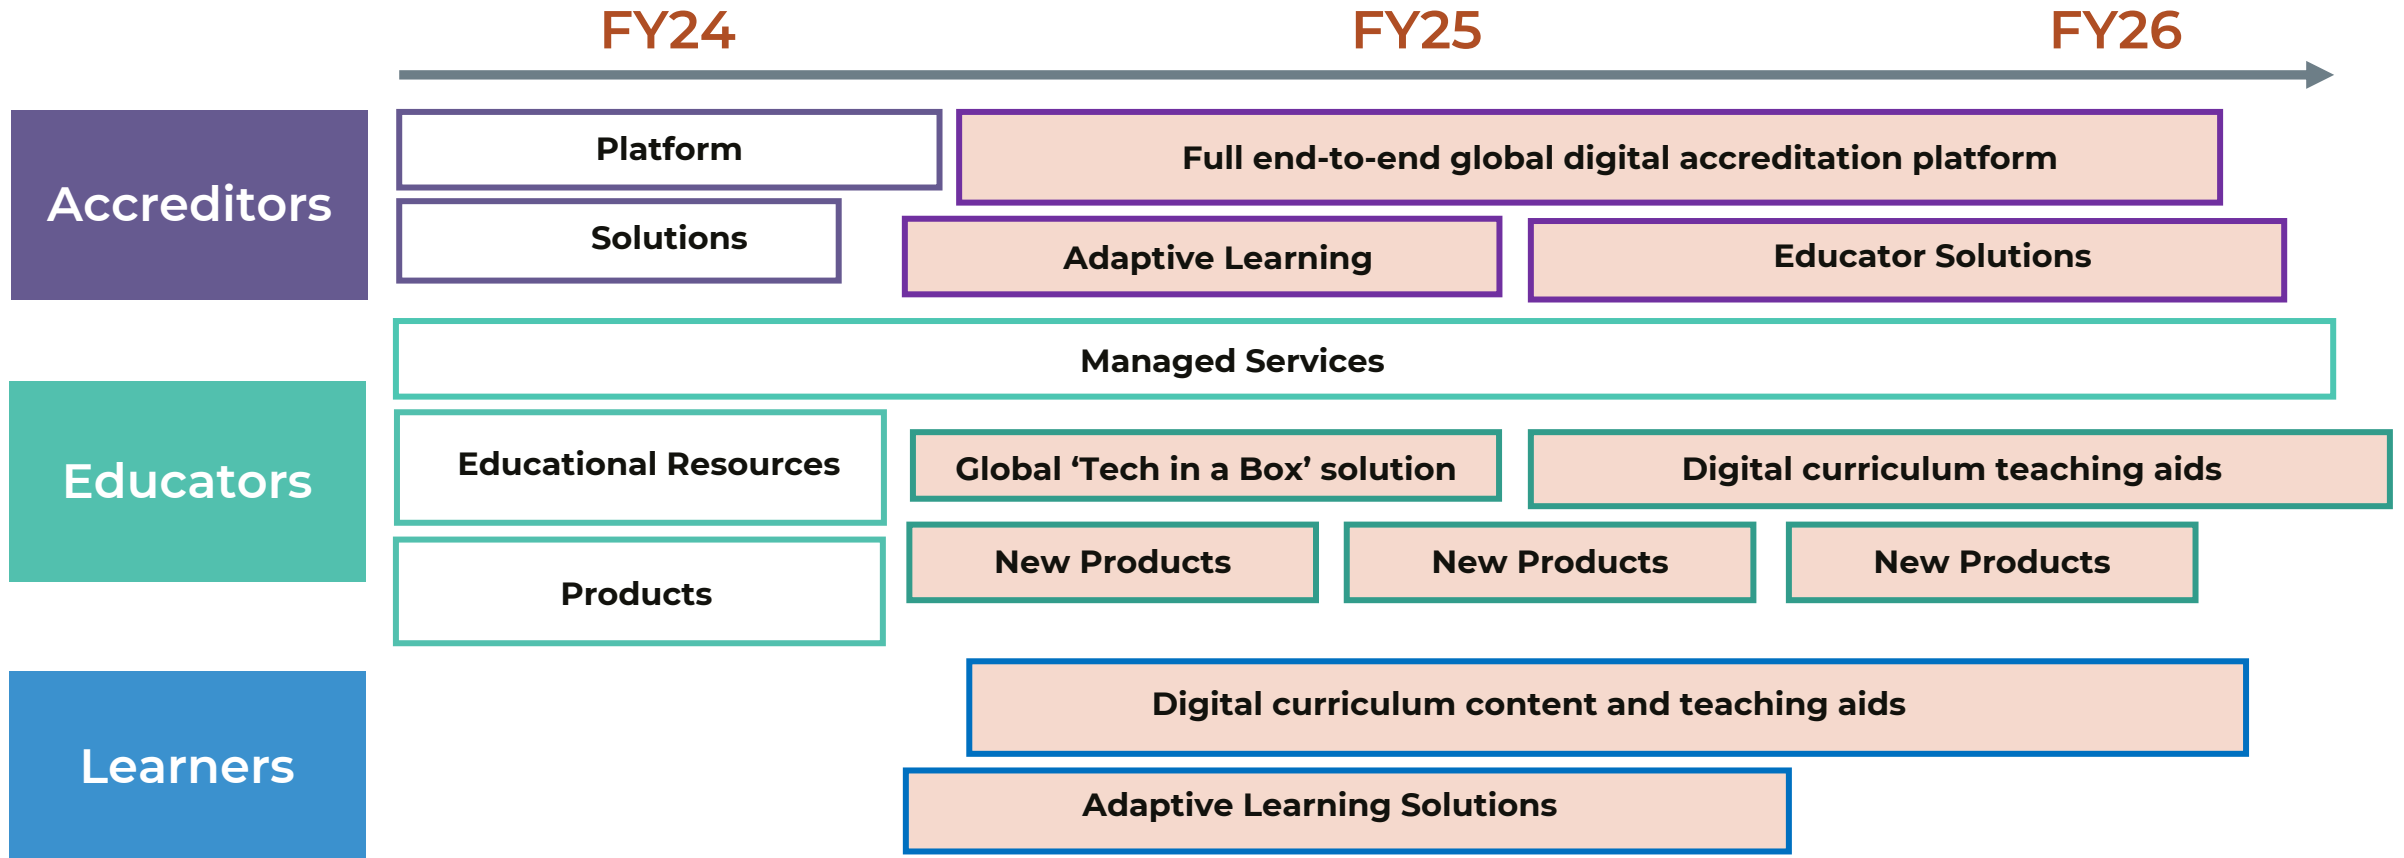 FY24
FY25
FY26
Accreditors
Platform
Full end-to-end global digital accreditation platform
Solutions
Adaptive Learning
Educator Solutions
Educators
Managed Services
Educational Resources
Global ‘Tech in a Box’ solution
Digital curriculum teaching aids
Products
New Products
New Products
New Products
Learners
Digital curriculum content and teaching aids
Adaptive Learning Solutions